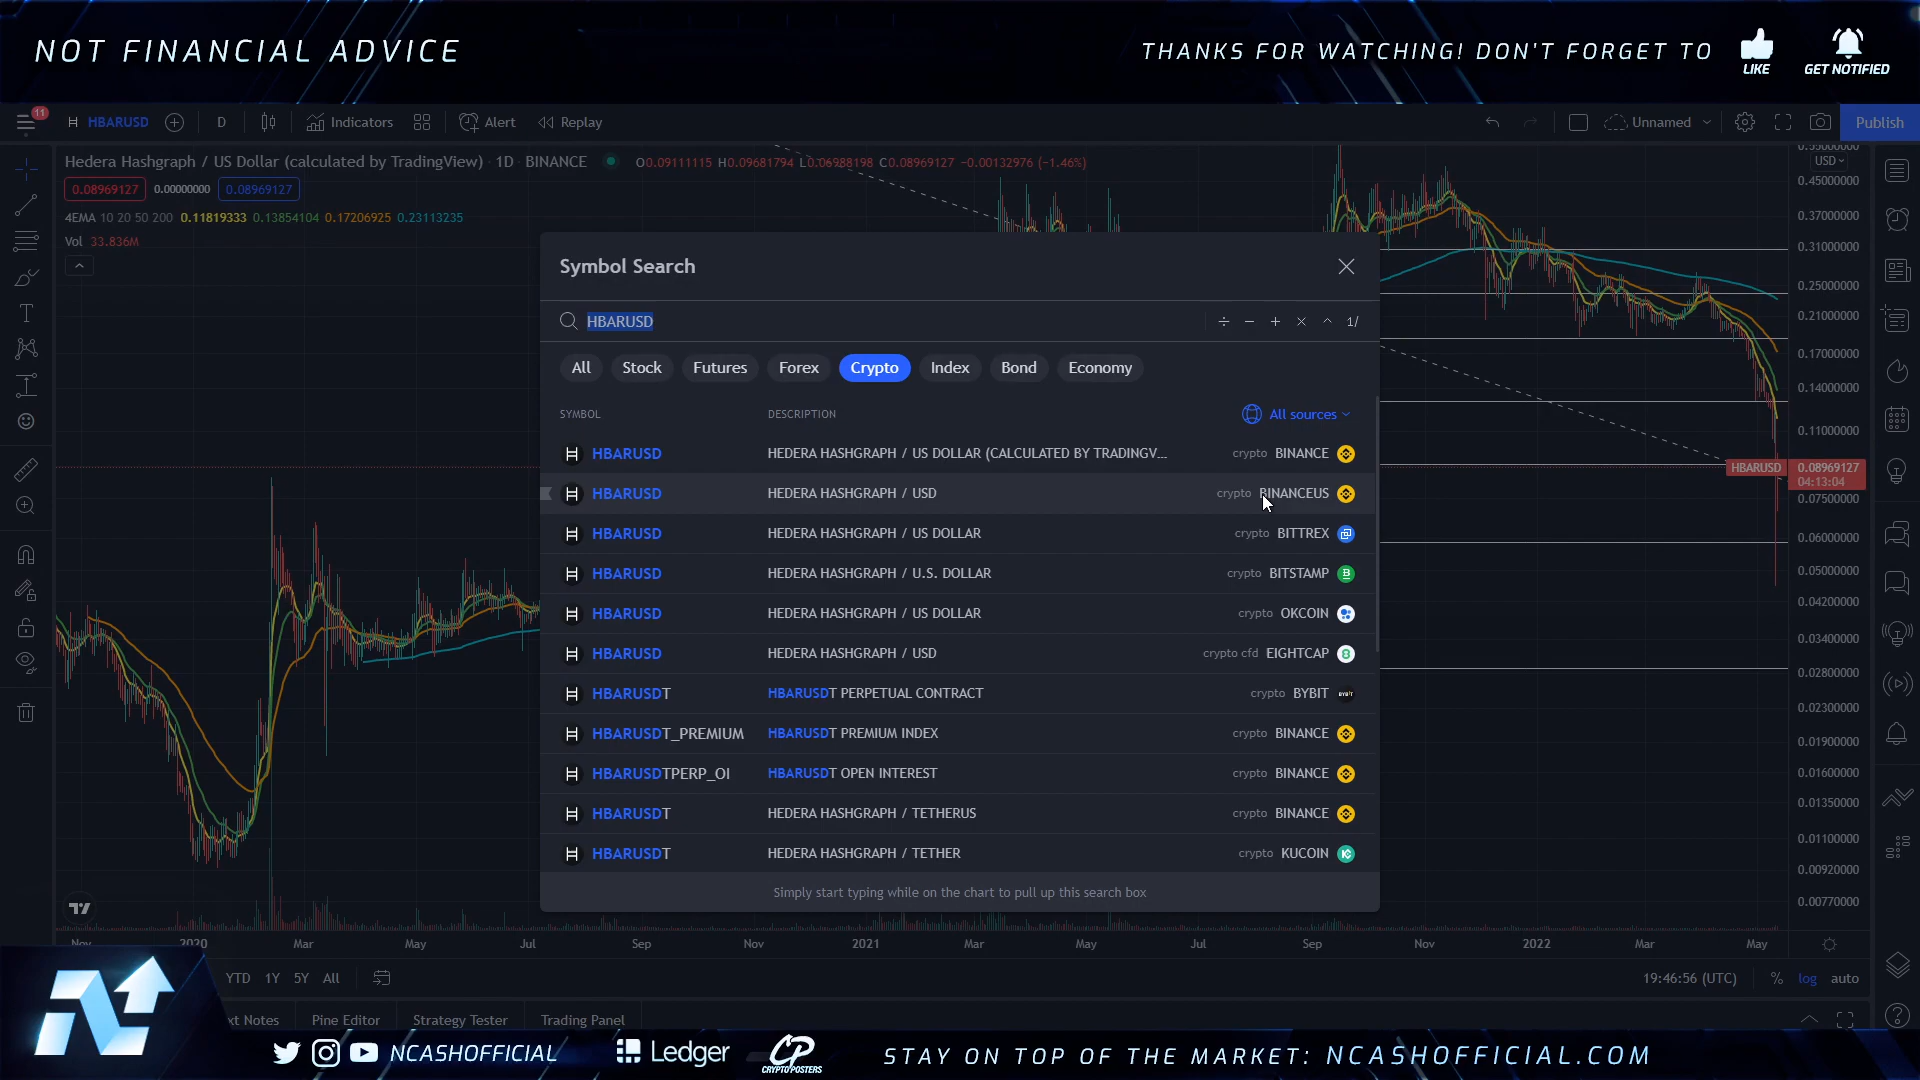 NOT FINANCIAL ADVICE
THANKS FOR WATCHING! DON'T FORGET TO
LIKE
GET NOTIFIED
11
HBARUSD
D
Indicators
Alert
Replay
Unnamed
Publish
Hedera Hashgraph / US Dollar (calculated by TradingView) · 1D · BINANCE
O0.09111115 H0.09681794 L0.06988198 C0.08969127 −0.00132976 (−1.46%)
0.08969127 0.00000000 0.08969127
4EMA 10 20 50 200 0.11819333 0.13854104 0.17206925 0.23113235
Vol 33.836M
Symbol Search
HBARUSD
÷ − + × ^ 1/
All Stock Futures Forex Crypto Index Bond Economy
SYMBOL DESCRIPTION All sources
HBARUSD HEDERA HASHGRAPH / US DOLLAR (CALCULATED BY TRADINGV... crypto BINANCE
HBARUSD HEDERA HASHGRAPH / USD crypto BINANCEUS
HBARUSD HEDERA HASHGRAPH / US DOLLAR crypto BITTREX
HBARUSD HEDERA HASHGRAPH / U.S. DOLLAR crypto BITSTAMP
HBARUSD HEDERA HASHGRAPH / US DOLLAR crypto OKCOIN
HBARUSD HEDERA HASHGRAPH / USD crypto cfd EIGHTCAP
HBARUSDT HBARUSDT PERPETUAL CONTRACT crypto BYBIT
HBARUSDT_PREMIUM HBARUSDT PREMIUM INDEX crypto BINANCE
HBARUSDTPERP_OI HBARUSDT OPEN INTEREST crypto BINANCE
HBARUSDT HEDERA HASHGRAPH / TETHERUS crypto BINANCE
HBARUSDT HEDERA HASHGRAPH / TETHER crypto KUCOIN
Simply start typing while on the chart to pull up this search box
0.55000000
USD
0.45000000
0.37000000
0.31000000
0.25000000
0.21000000
0.17000000
0.14000000
0.11000000
HBARUSD 0.08969127
04:13:04
0.07500000
0.06000000
0.05000000
0.04200000
0.03400000
0.02800000
0.02300000
0.01900000
0.01600000
0.01350000
0.01100000
0.00920000
0.00770000
Nov 2020 Mar May Jul Sep Nov 2021 Mar May Jul Sep Nov 2022 Mar May
YTD 1Y 5Y All
19:46:56 (UTC) % log auto
xt Notes Pine Editor Strategy Tester Trading Panel
NCASHOFFICIAL
Ledger
CP
CRYPTOPOSTERS
STAY ON TOP OF THE MARKET: NCASHOFFICIAL.COM